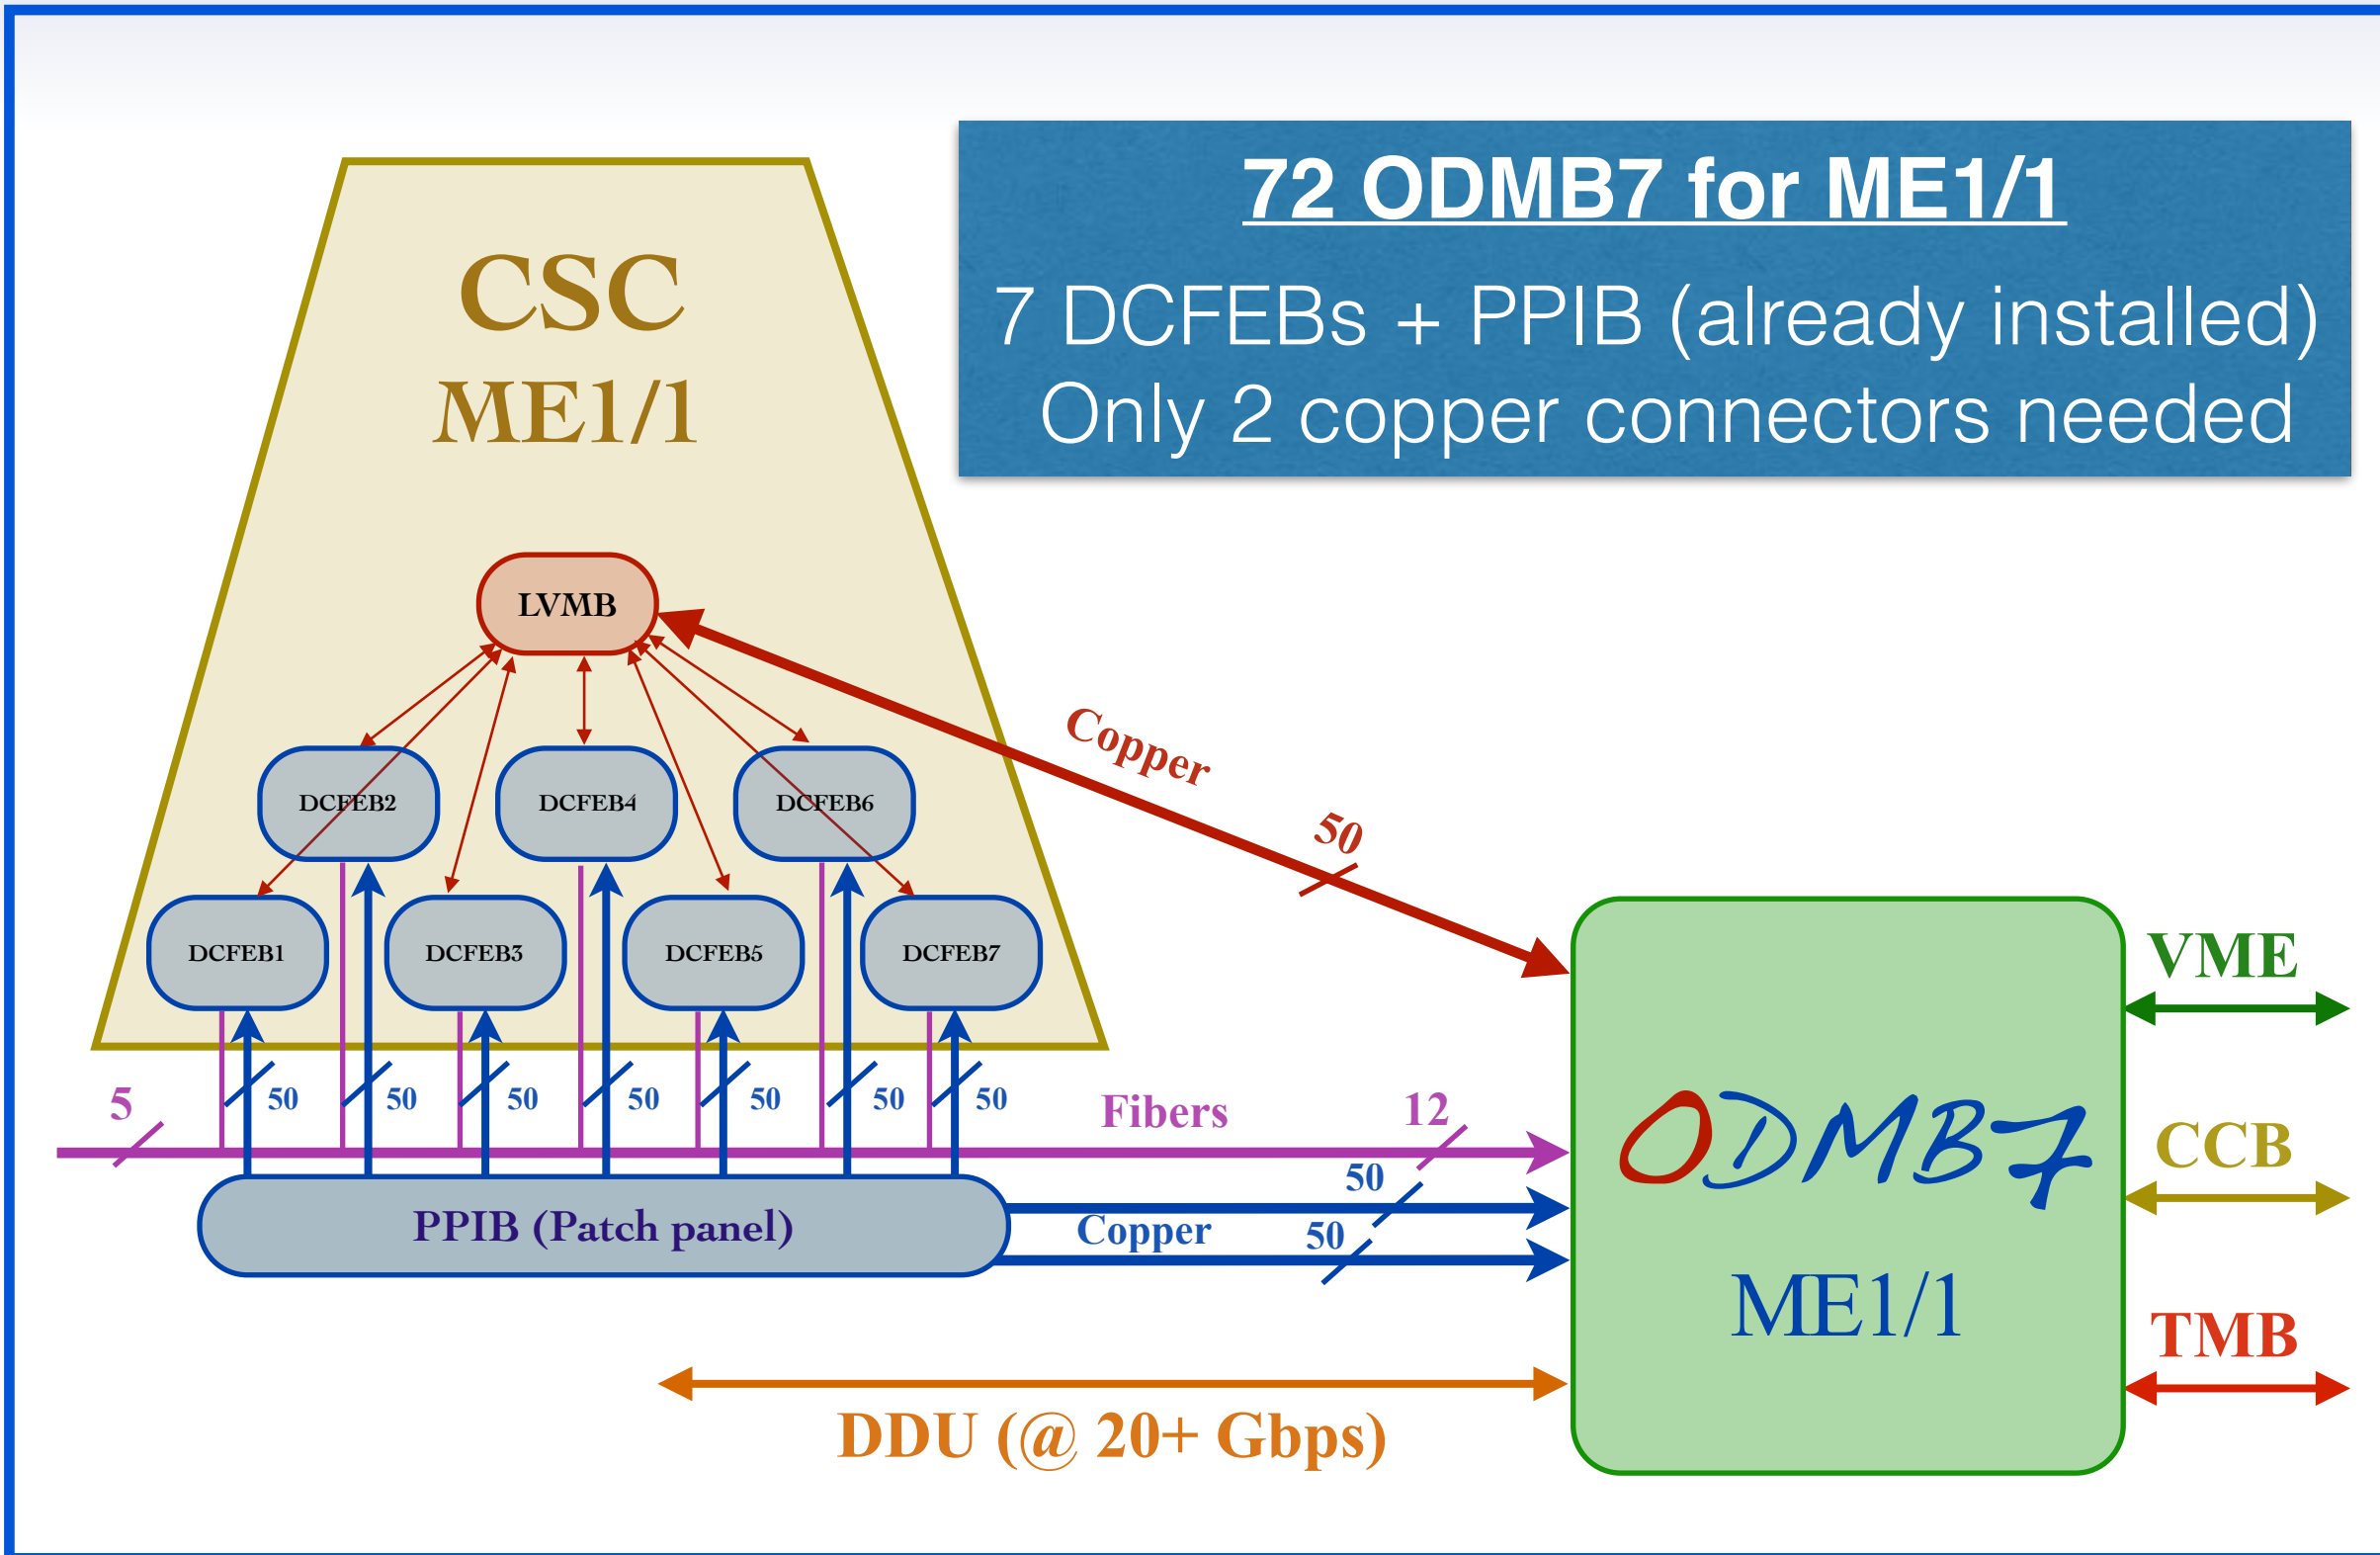 72 ODMB7 for ME1/1
7 DCFEBs + PPIB (already installed)
Only 2 copper connectors needed
CSC
ME1/1
LVMB
Copper
50
DCFEB2
DCFEB4
DCFEB6
DCFEB1
DCFEB3
DCFEB5
DCFEB7
5
50
50
50
50
50
50
50
Fibers
12
50
Copper
50
PPIB (Patch panel)
ODMB7
ME1/1
VME
CCB
TMB
DDU (@ 20+ Gbps)